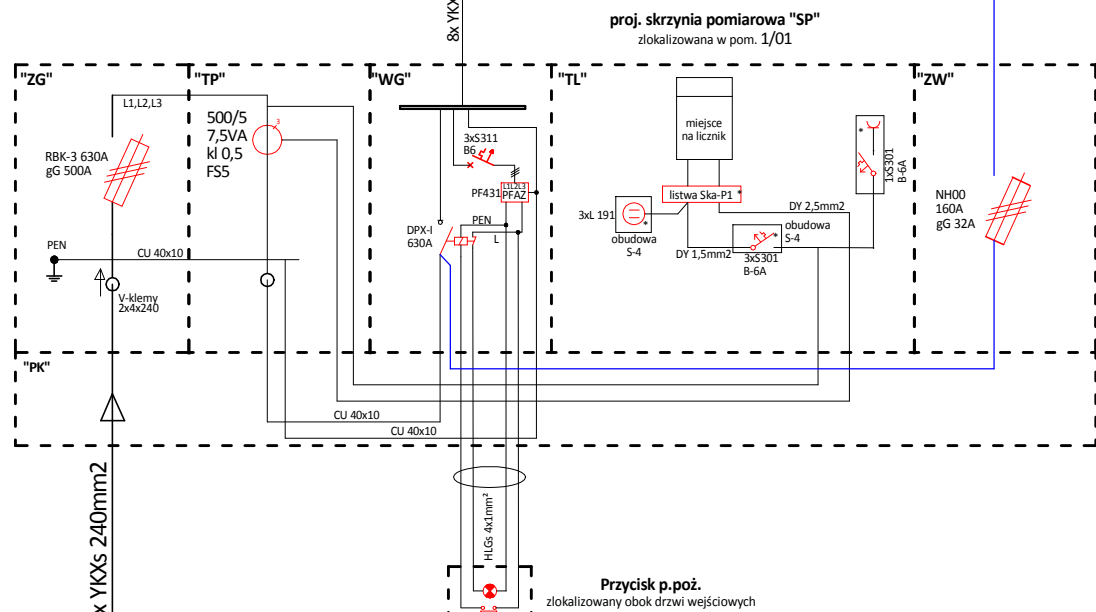 8x YKX
proj. skrzynia pomiarowa "SP"
zlokalizowana w pom. 1/01
"ZG"
"TP"
"WG"
"TL"
"ZW"
L1,L2,L3
500/5
7,5VA
kl 0,5
FS5
3
RBK-3 630A
gG 500A
PEN
CU 40x10
V-klemy
2x4x240
3xS311
B6
PF431
L1L2L3
PFAZ
PEN
L
DPX-I
630A
miejsce
na licznik
listwa Ska-P1 *
3xL 191
*
obudowa
S-4
DY 2,5mm2
DY 1,5mm2
obudowa
S-4
*
3xS301
B-6A
*
1xS301
B-6A
NH00
160A
gG 32A
"PK"
CU 40x10
CU 40x10
x YKXs 240mm2
HLGs 4x1mm²
Przycisk p.poż.
zlokalizowany obok drzwi wejściowych